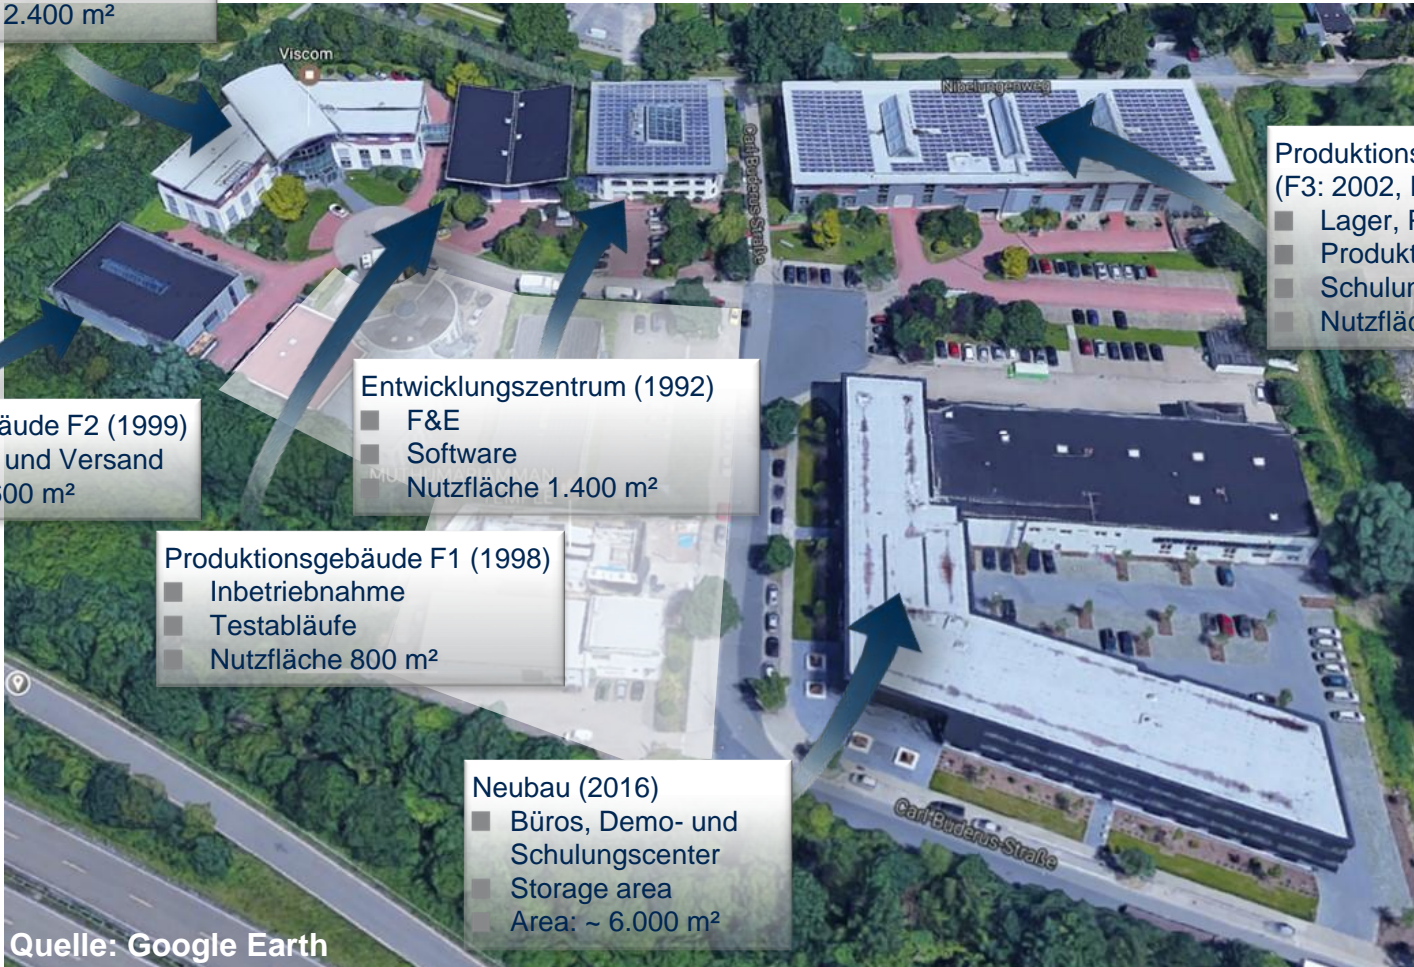 2.400 m²
Viscom
Nibelungenweg
Carl-Buderus-Straße
Produktions
(F3: 2002,
Lager,
Produkt
Schulun
Nutzfläc
Entwicklungszentrum (1992)
F&E
Software
Nutzfläche 1.400 m²
äude F2 (1999)
und Versand
600 m²
MUTHUMARIAMMAN
Produktionsgebäude F1 (1998)
Inbetriebnahme
Testabläufe
Nutzfläche 800 m²
Neubau (2016)
Büros, Demo- und
Schulungscenter
Storage area
Area: ~ 6.000 m²
Carl-Buderus-Straße
Quelle: Google Earth